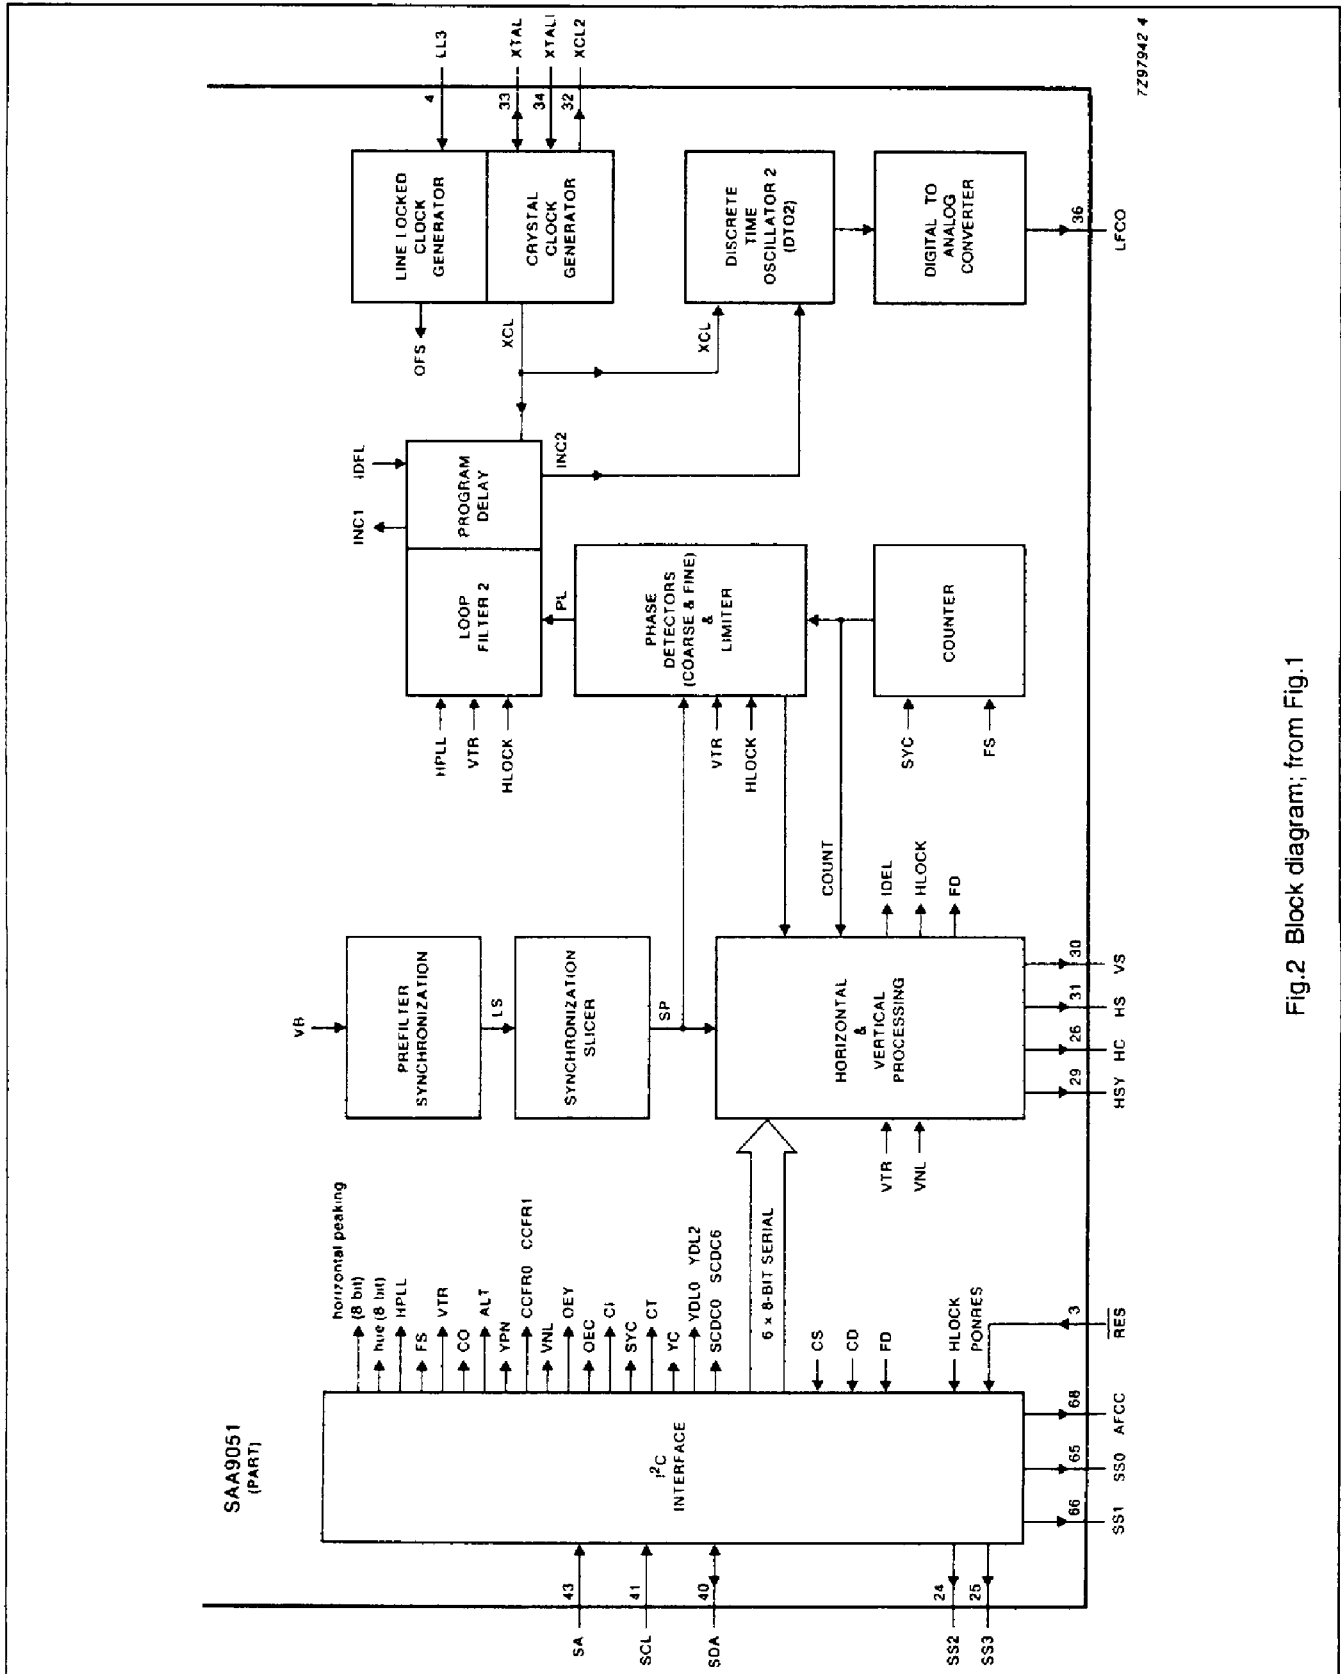 SAA9051
(PART)
SA
43
SCL
41
SDA
40
SS2
24
SS3
25
I²C
INTERFACE
SS1
66
SS0
65
AFCC
68
RES
3
horizontal peaking
(8 bit)
hue (8 bit)
HPLL
FS
VTR
CO
ALT
YPN
CCFR0 CCFR1
VNL
OEY
OEC
CI
SYC
CT
YC
YDL0 YDL2
SCDC0 SCDC6
6 x 8-BIT SERIAL
CS
CD
FD
HLOCK
PONRES
VB
PREFILTER
SYNCHRONIZATION
LS
SYNCHRONIZATION
SLICER
SP
HORIZONTAL
&
VERTICAL
PROCESSING
VTR
VNL
HSY
29
HC
26
HS
31
VS
30
IDEL
HLOCK
FD
COUNT
HPLL
VTR
HLOCK
LOOP
FILTER 2
PROGRAM
DELAY
INC1
IDEL
INC2
PL
VTR
HLOCK
PHASE
DETECTORS
(COARSE & FINE)
&
LIMITER
COUNTER
SYC
FS
OFS
XCL
LINE LOCKED
CLOCK
GENERATOR
CRYSTAL
CLOCK
GENERATOR
4
LL3
33
XTAL
34
XTALI
32
XCL2
XCL
DISCRETE
TIME
OSCILLATOR 2
(DTO2)
DIGITAL TO
ANALOG
CONVERTER
36
LFCO
7Z97942 4
Fig.2 Block diagram; from Fig.1